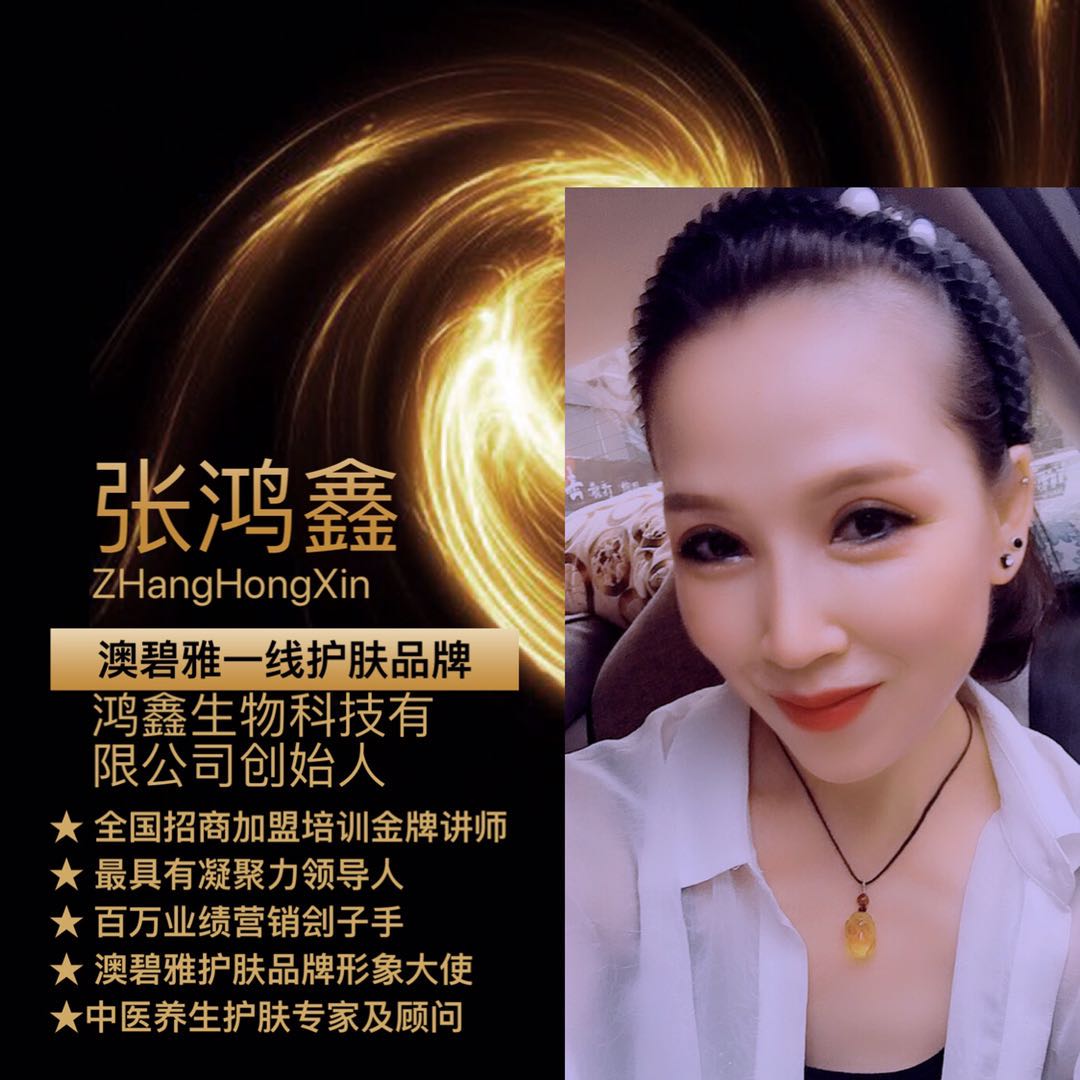 张鸿鑫
ZHangHongXin
澳碧雅一线护肤品牌
鸿鑫生物科技有
限公司创始人
★ 全国招商加盟培训金牌讲师
★ 最具有凝聚力领导人
★ 百万业绩营销刽子手
★ 澳碧雅护肤品牌形象大使
★中医养生护肤专家及顾问